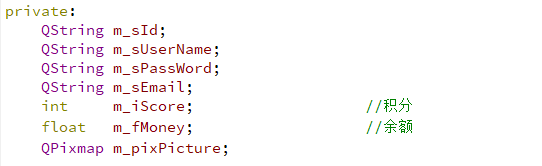 private:
    QString m_sId;
    QString m_sUserName;
    QString m_sPassWord;
    QString m_sEmail;
    int     m_iScore;                     //积分
    float   m_fMoney;                     //余额
    QPixmap m_pixPicture;